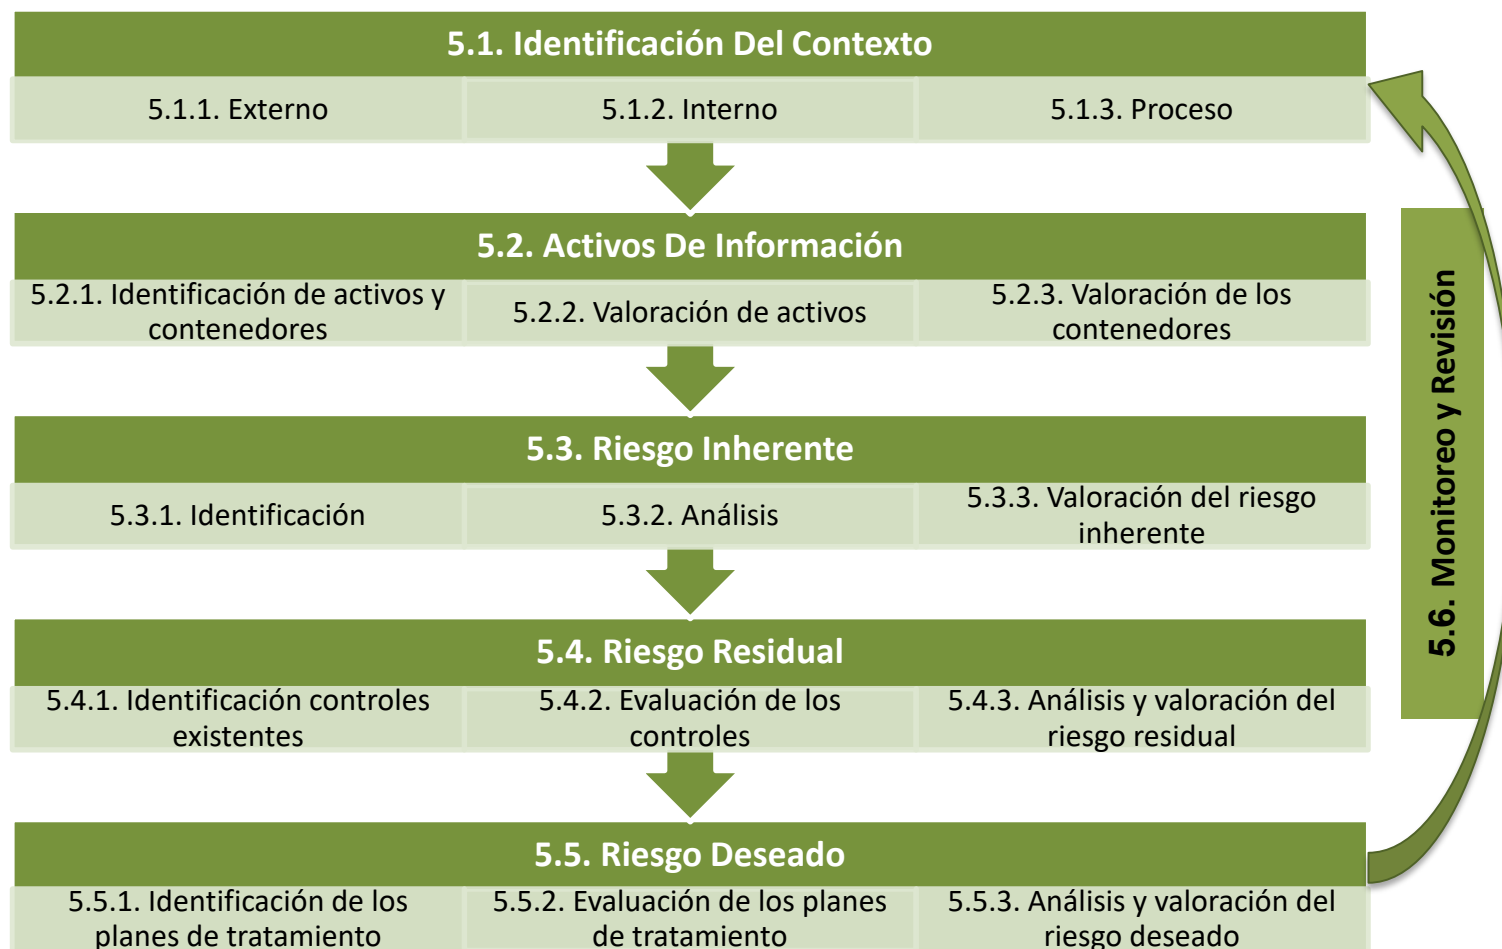 5.1. Identificación Del Contexto
5.1.1. Externo
5.1.2. Interno
5.1.3. Proceso
5.2. Activos De Información
5.2.1. Identificación de activos y
contenedores
5.2.2. Valoración de activos
5.2.3. Valoración de los
contenedores
5.3. Riesgo Inherente
5.3.1. Identificación
5.3.2. Análisis
5.3.3. Valoración del riesgo
inherente
5.4. Riesgo Residual
5.4.1. Identificación controles
existentes
5.4.2. Evaluación de los
controles
5.4.3. Análisis y valoración del
riesgo residual
5.5. Riesgo Deseado
5.5.1. Identificación de los
planes de tratamiento
5.5.2. Evaluación de los planes
de tratamiento
5.5.3. Análisis y valoración del
riesgo deseado
5.6. Monitoreo y Revisión